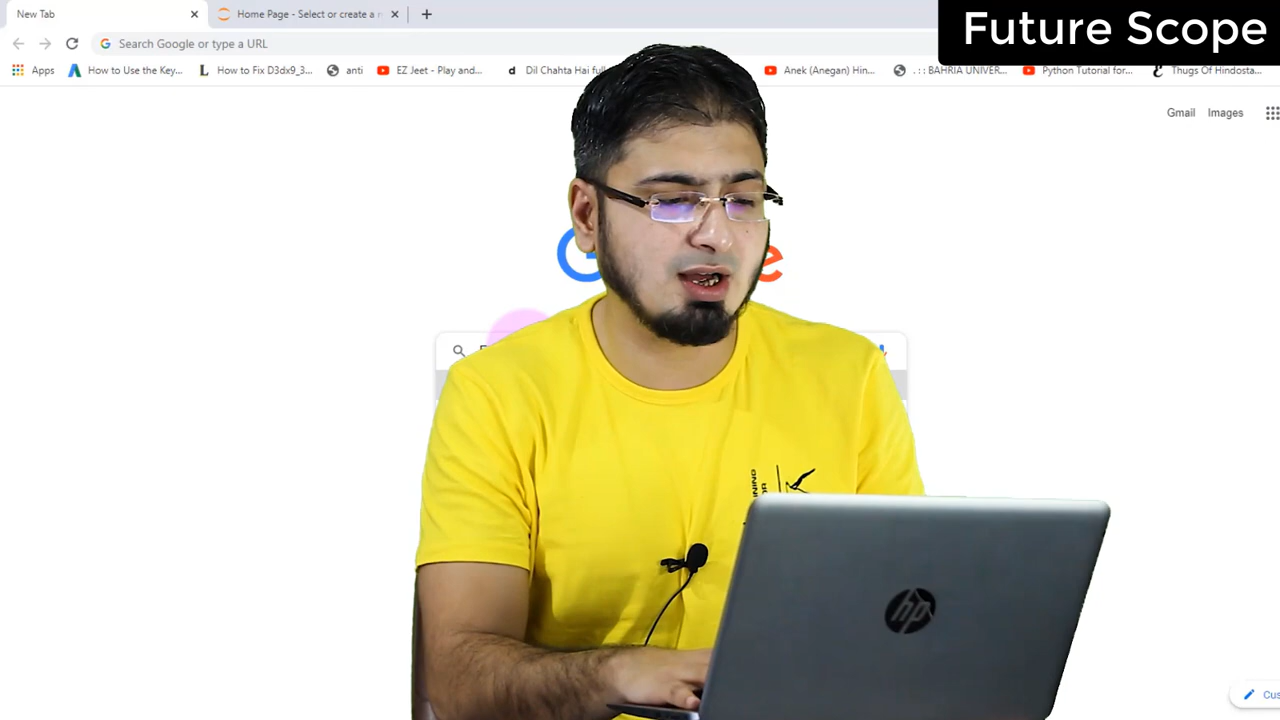 New Tab
Home Page - Select or create a n
Future Scope
Search Google or type a URL
Apps
How to Use the Key...
How to Fix D3dx9_3...
anti
EZ Jeet - Play and...
Dil Chahta Hai full
Anek (Anegan) Hin...
. : : BAHRIA UNIVER...
Python Tutorial for...
Thugs Of Hindosta...
Gmail
Images
G
e
hp
Cus